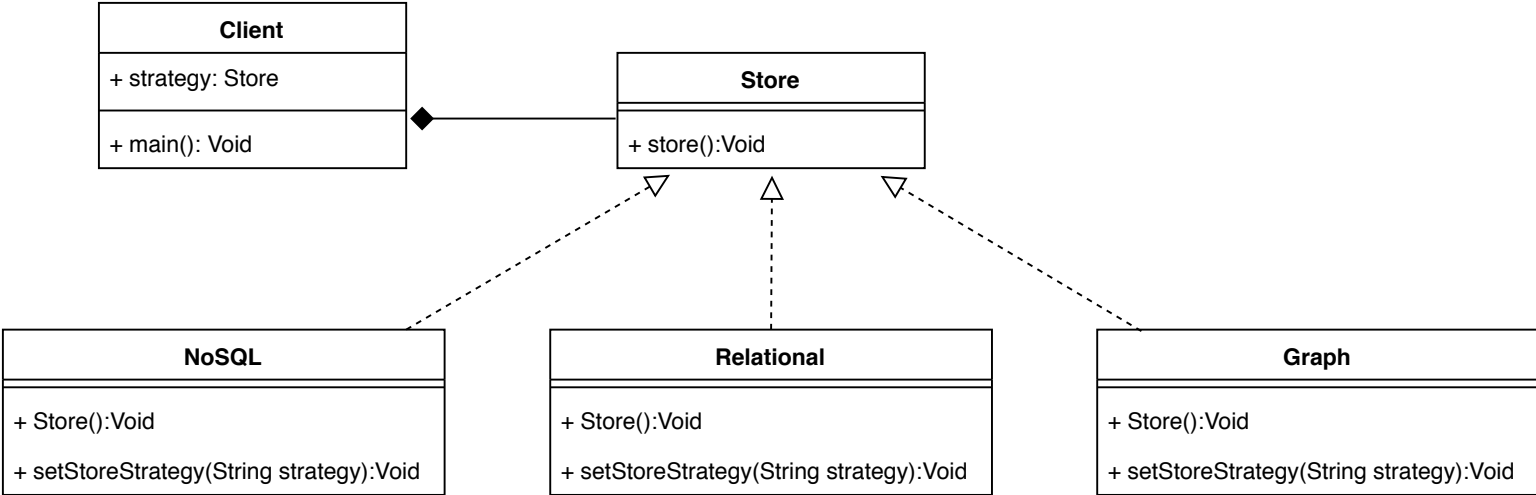 Client
+ strategy: Store
+ main(): Void
Store
+ store():Void
NoSQL
+ Store():Void
+ setStoreStrategy(String strategy):Void
Relational
+ Store():Void
+ setStoreStrategy(String strategy):Void
Graph
+ Store():Void
+ setStoreStrategy(String strategy):Void